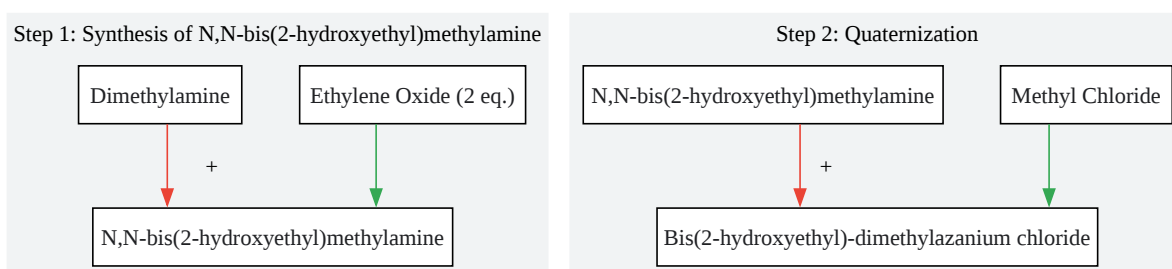 Step 1: Synthesis of N,N-bis(2-hydroxyethyl)methylamine
Dimethylamine
Ethylene Oxide (2 eq.)
+
N,N-bis(2-hydroxyethyl)methylamine
Step 2: Quaternization
N,N-bis(2-hydroxyethyl)methylamine
Methyl Chloride
+
Bis(2-hydroxyethyl)-dimethylazanium chloride